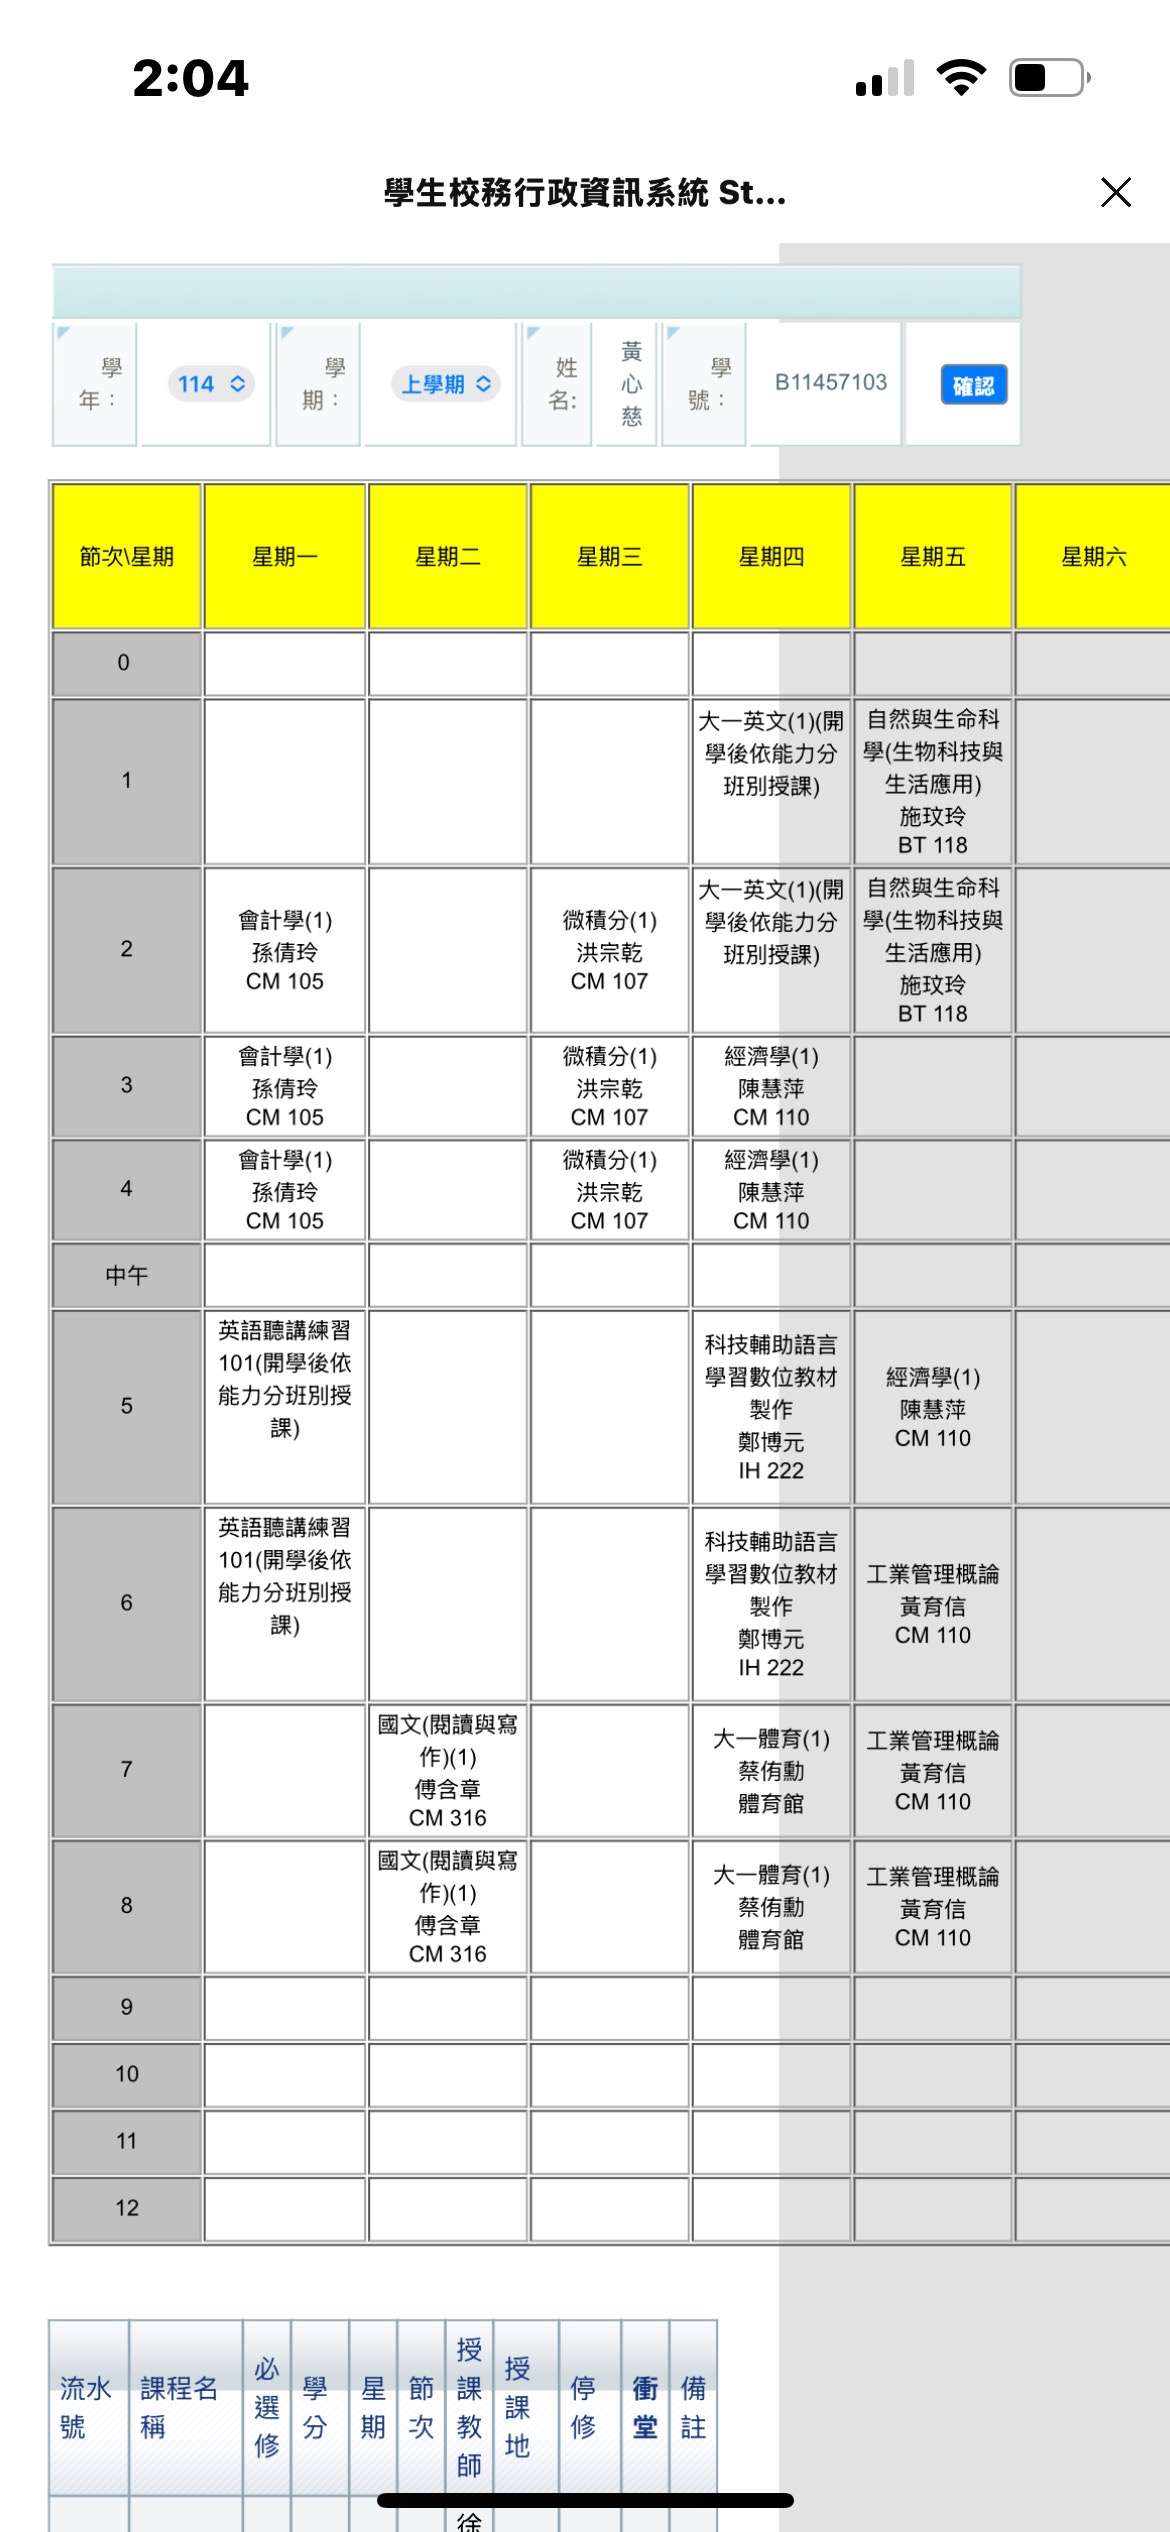 2:04
學生校務行政資訊系統 St...
學年：
114
學期：
上學期
姓名:
黃心慈
學號：
B11457103
確認
節次\星期 星期一 星期二 星期三 星期四 星期五 星期六
0
1
大一英文(1)(開
學後依能力分
班別授課)
自然與生命科
學(生物科技與
生活應用)
施玟玲
BT 118
2
會計學(1)
孫倩玲
CM 105
微積分(1)
洪宗乾
CM 107
大一英文(1)(開
學後依能力分
班別授課)
自然與生命科
學(生物科技與
生活應用)
施玟玲
BT 118
3
會計學(1)
孫倩玲
CM 105
微積分(1)
洪宗乾
CM 107
經濟學(1)
陳慧萍
CM 110
4
會計學(1)
孫倩玲
CM 105
微積分(1)
洪宗乾
CM 107
經濟學(1)
陳慧萍
CM 110
中午
5
英語聽講練習
101(開學後依
能力分班別授
課)
科技輔助語言
學習數位教材
製作
鄭博元
IH 222
經濟學(1)
陳慧萍
CM 110
6
英語聽講練習
101(開學後依
能力分班別授
課)
科技輔助語言
學習數位教材
製作
鄭博元
IH 222
工業管理概論
黃育信
CM 110
7
國文(閱讀與寫
作)(1)
傅含章
CM 316
大一體育(1)
蔡侑勳
體育館
工業管理概論
黃育信
CM 110
8
國文(閱讀與寫
作)(1)
傅含章
CM 316
大一體育(1)
蔡侑勳
體育館
工業管理概論
黃育信
CM 110
9
10
11
12
流水號
課程名稱
必選修
學分
星期
節次
授課教師
授課地
停修
衝堂
備註
徐